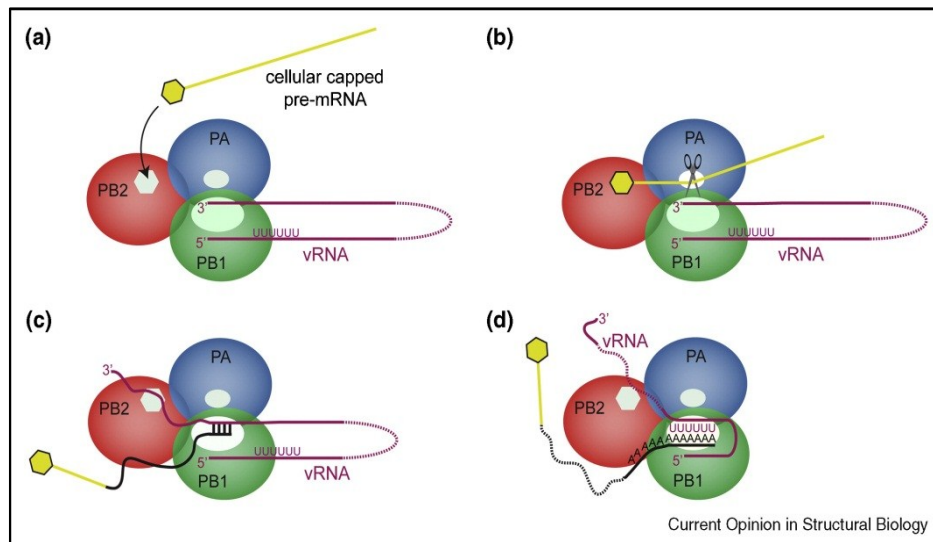 (a)
cellular capped
pre-mRNA
PA
PB2
3'
UUUUUU
5'
vRNA
PB1
(b)
PA
PB2
3'
UUUUUU
5'
vRNA
PB1
(c)
3'
PA
PB2
UUUUUU
5'
vRNA
PB1
(d)
3'
vRNA
PA
PB2
UUUUUU
AAAAAAAAAA
5'
PB1
Current Opinion in Structural Biology